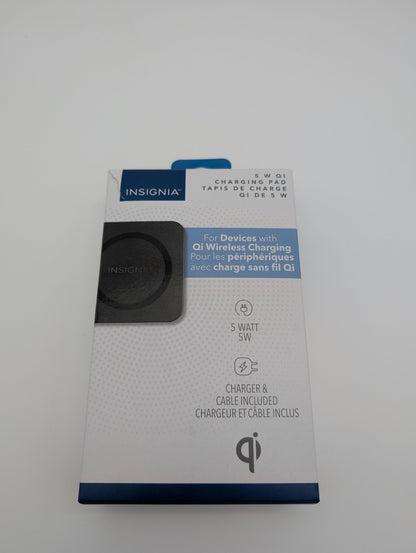 INSIGNIA™
5 W QI
CHARGING PAD
TAPIS DE CHARGE
QI DE 5 W
For Devices with
Qi Wireless Charging
Pour les périphériques
avec charge sans fil Qi
INSIGNIA
5 WATT
5W
CHARGER &
CABLE INCLUDED
CHARGEUR ET CÂBLE INCLUS
qi